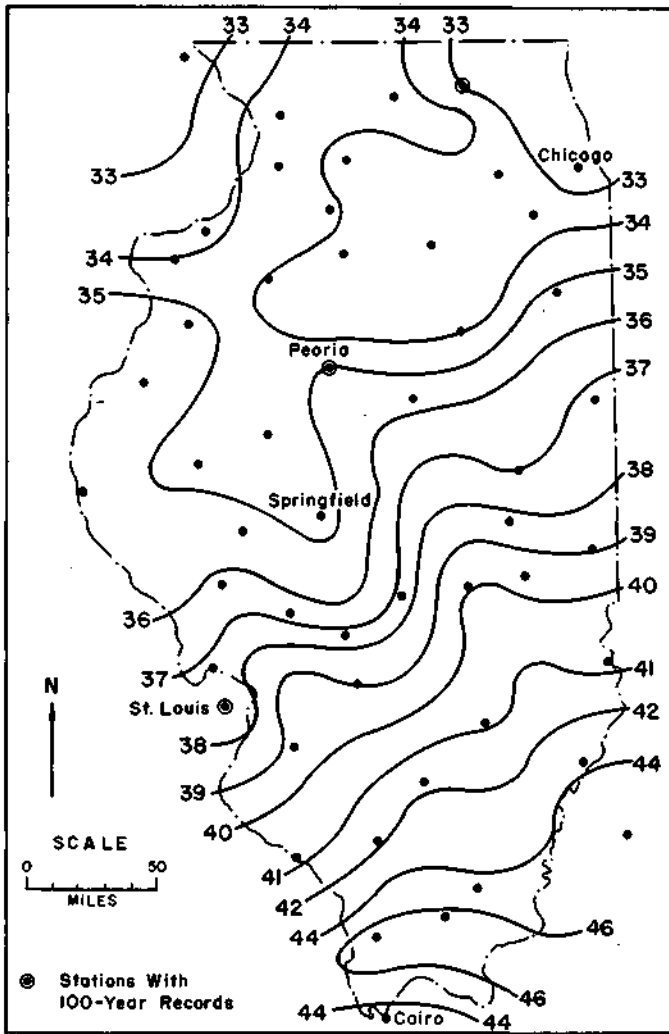 33 34 34 33
Chicago
33
33
34
34
35
35
36
Peoria
37
38
Springfield
39
40
36
37
41
N
St. Louis
42
38
44
39
SCALE
40
0 50
41
MILES
42
44
46
Stations With
100-Year Records
46
44
44
Cairo